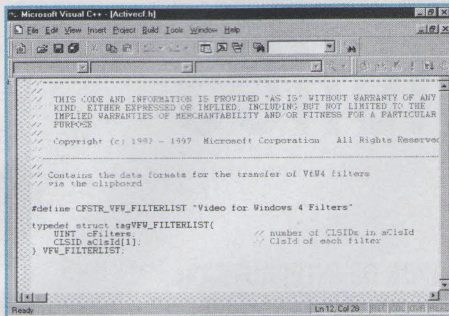 Microsoft Visual C++ - [Activecf.h]
File Edit View Insert Project Build Tools Window Help
//
// THIS CODE AND INFORMATION IS PROVIDED "AS IS" WITHOUT WARRANTY OF ANY
// KIND, EITHER EXPRESSED OR IMPLIED, INCLUDING BUT NOT LIMITED TO THE
// IMPLIED WARRANTIES OF MERCHANTABILITY AND/OR FITNESS FOR A PARTICULAR
// PURPOSE
//
// Copyright (c) 1992 - 1997 Microsoft Corporation All Rights Reserved
//
//
// Contains the data formats for the transfer of VfW4 filters
// via the clipboard
#define CFSTR_VFW_FILTERLIST "Video for Windows 4 Filters"
typedef struct tagVFW_FILTERLIST{
UINT cFilters; // number of CLSIDs in aClsId
CLSID aClsId[1]; // ClsId of each filter
} VFW_FILTERLIST;
Ready Ln 12, Col 28 REC COL OVR READ